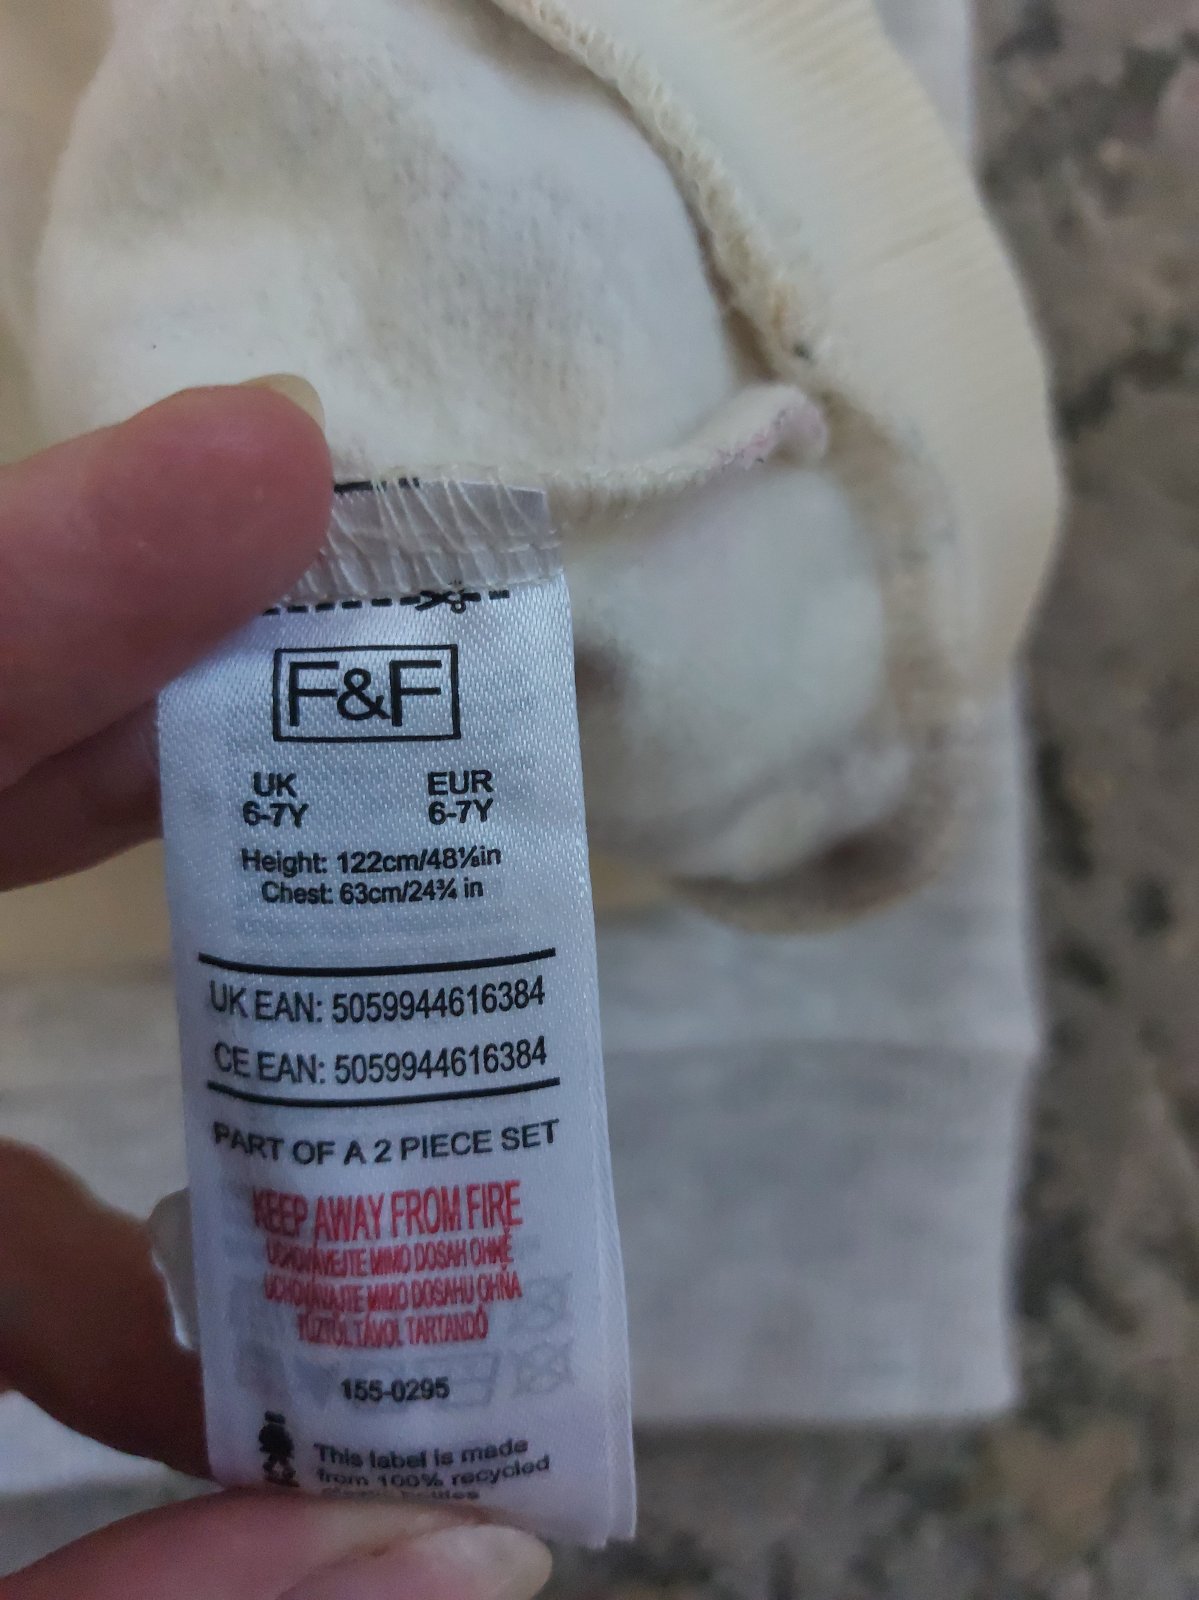 F&F
UK EUR
6-7Y 6-7Y
Height: 122cm/48⅛in
Chest: 63cm/24¾ in
UK EAN: 5059944616384
CE EAN: 5059944616384
PART OF A 2 PIECE SET
KEEP AWAY FROM FIRE
UCHOVÁVEJTE MIMO DOSAH OHNĚ
UCHOVÁVAJTE MIMO DOSAHU OHŇA
TŰZTŐL TÁVOL TARTANDÓ
155-0295
This label is made
from 100% recycled
bottles